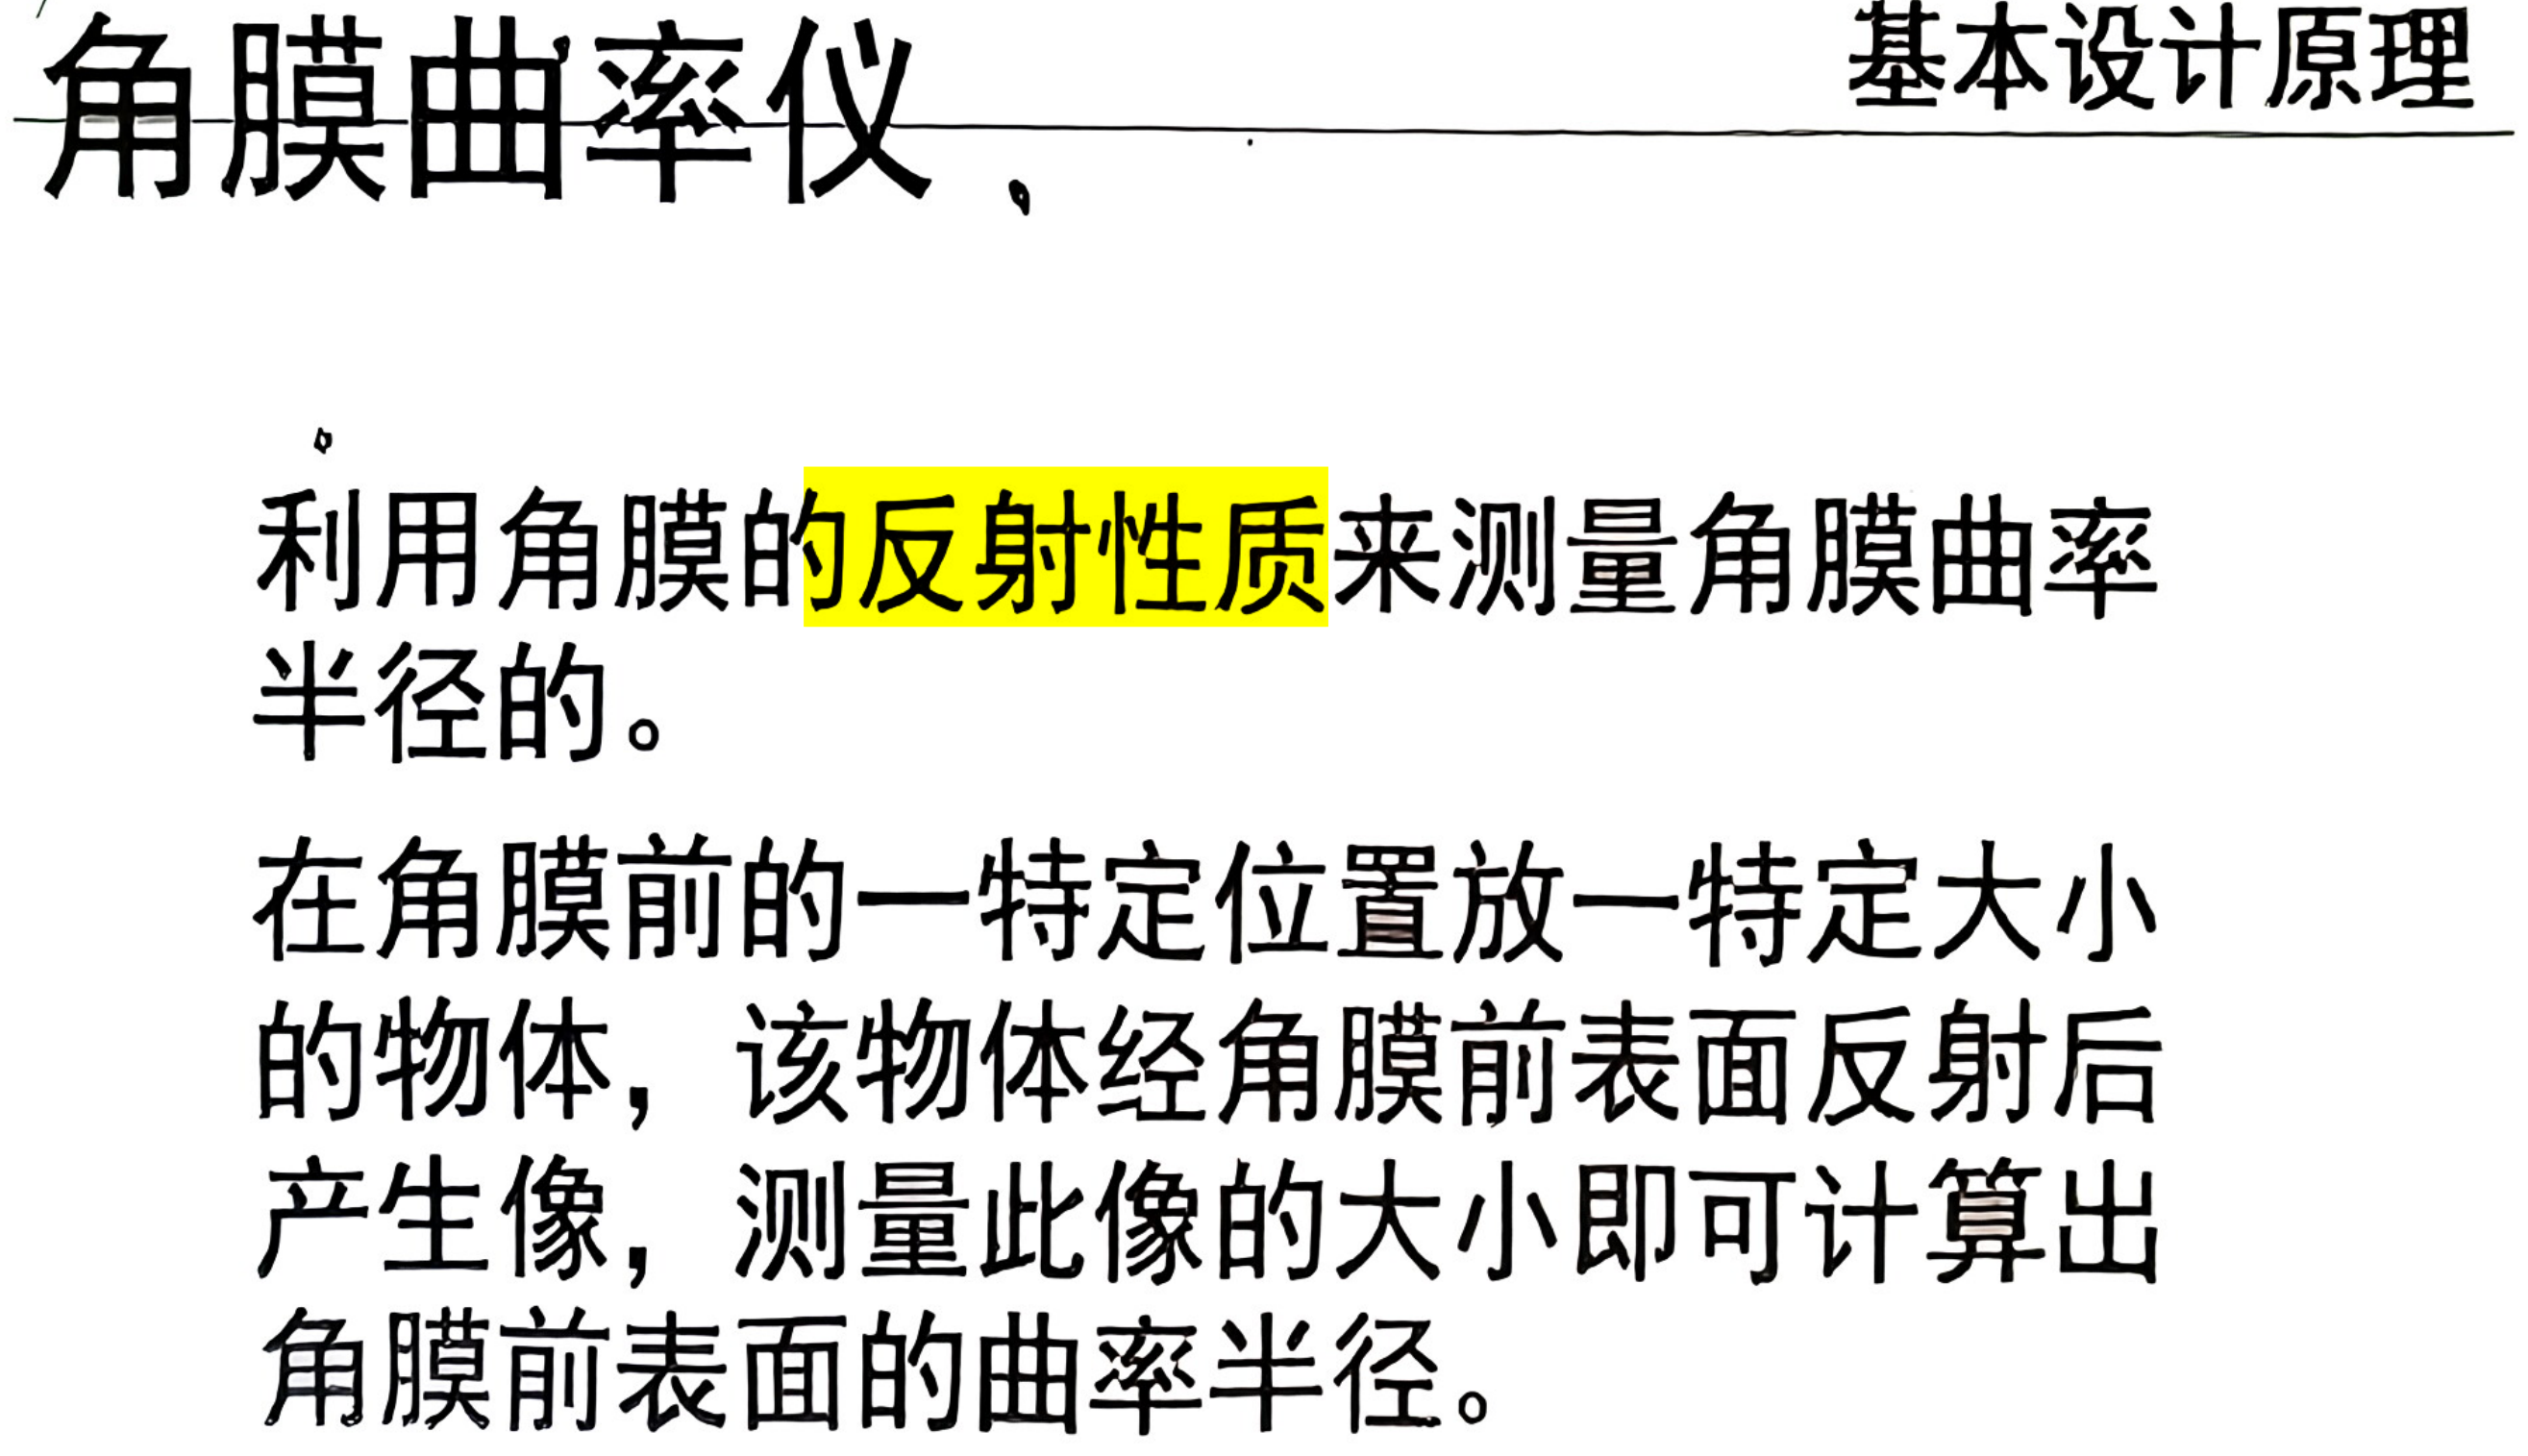 角膜曲率仪
基本设计原理
利用角膜的反射性质来测量角膜曲率
半径的。
在角膜前的一特定位置放一特定大小
的物体，该物体经角膜前表面反射后
产生像，测量此像的大小即可计算出
角膜前表面的曲率半径。